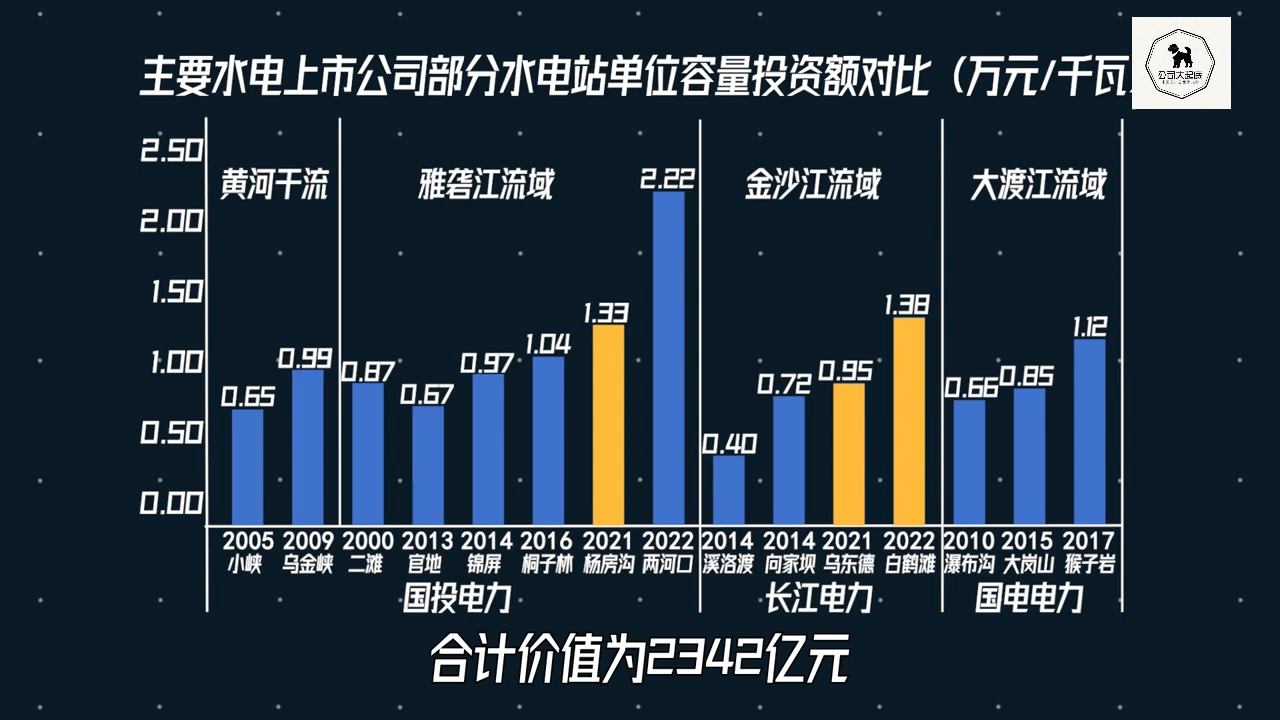 主要水电上市公司部分水电站单位容量投资额对比（万元/千瓦
公司大起底
2.50
2.00
1.50
1.00
0.50
0.00
黄河干流 雅砻江流域 金沙江流域 大渡江流域
0.65 0.99 0.87 0.67 0.97 1.04 1.33 2.22 0.40 0.72 0.95 1.38 0.66 0.85 1.12
2005 2009 2000 2013 2014 2016 2021 2022 2014 2014 2021 2022 2010 2015 2017
小峡 乌金峡 二滩 官地 锦屏 桐子林 杨房沟 两河口 溪洛渡 向家坝 乌东德 白鹤滩 瀑布沟 大岗山 猴子岩
国投电力 长江电力 国电电力
合计价值为2342亿元